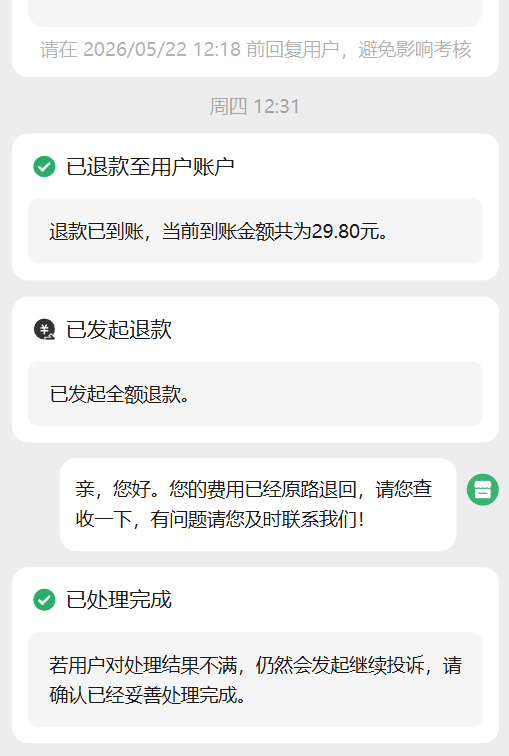 请在 2026/05/22 12:18 前回复用户，避免影响考核
周四 12:31
已退款至用户账户
退款已到账，当前到账金额共为29.80元。
已发起退款
已发起全额退款。
亲，您好。您的费用已经原路退回，请您查
收一下，有问题请您及时联系我们！
已处理完成
若用户对处理结果不满，仍然会发起继续投诉，请
确认已经妥善处理完成。